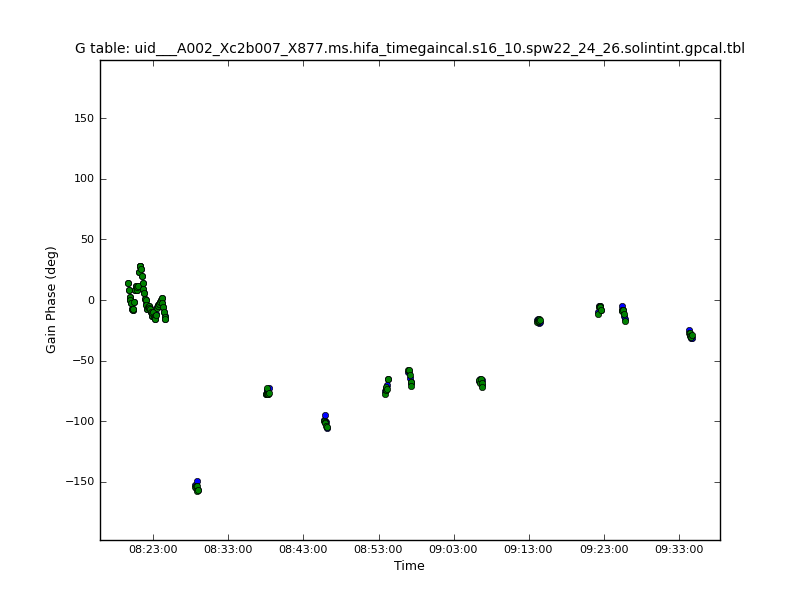 G table: uid___A002_Xc2b007_X877.ms.hifa_timegaincal.s16_10.spw22_24_26.solintint.gpcal.tbl
Gain Phase (deg)
150
100
50
0
−50
−100
−150
08:23:00 08:33:00 08:43:00 08:53:00 09:03:00 09:13:00 09:23:00 09:33:00
Time